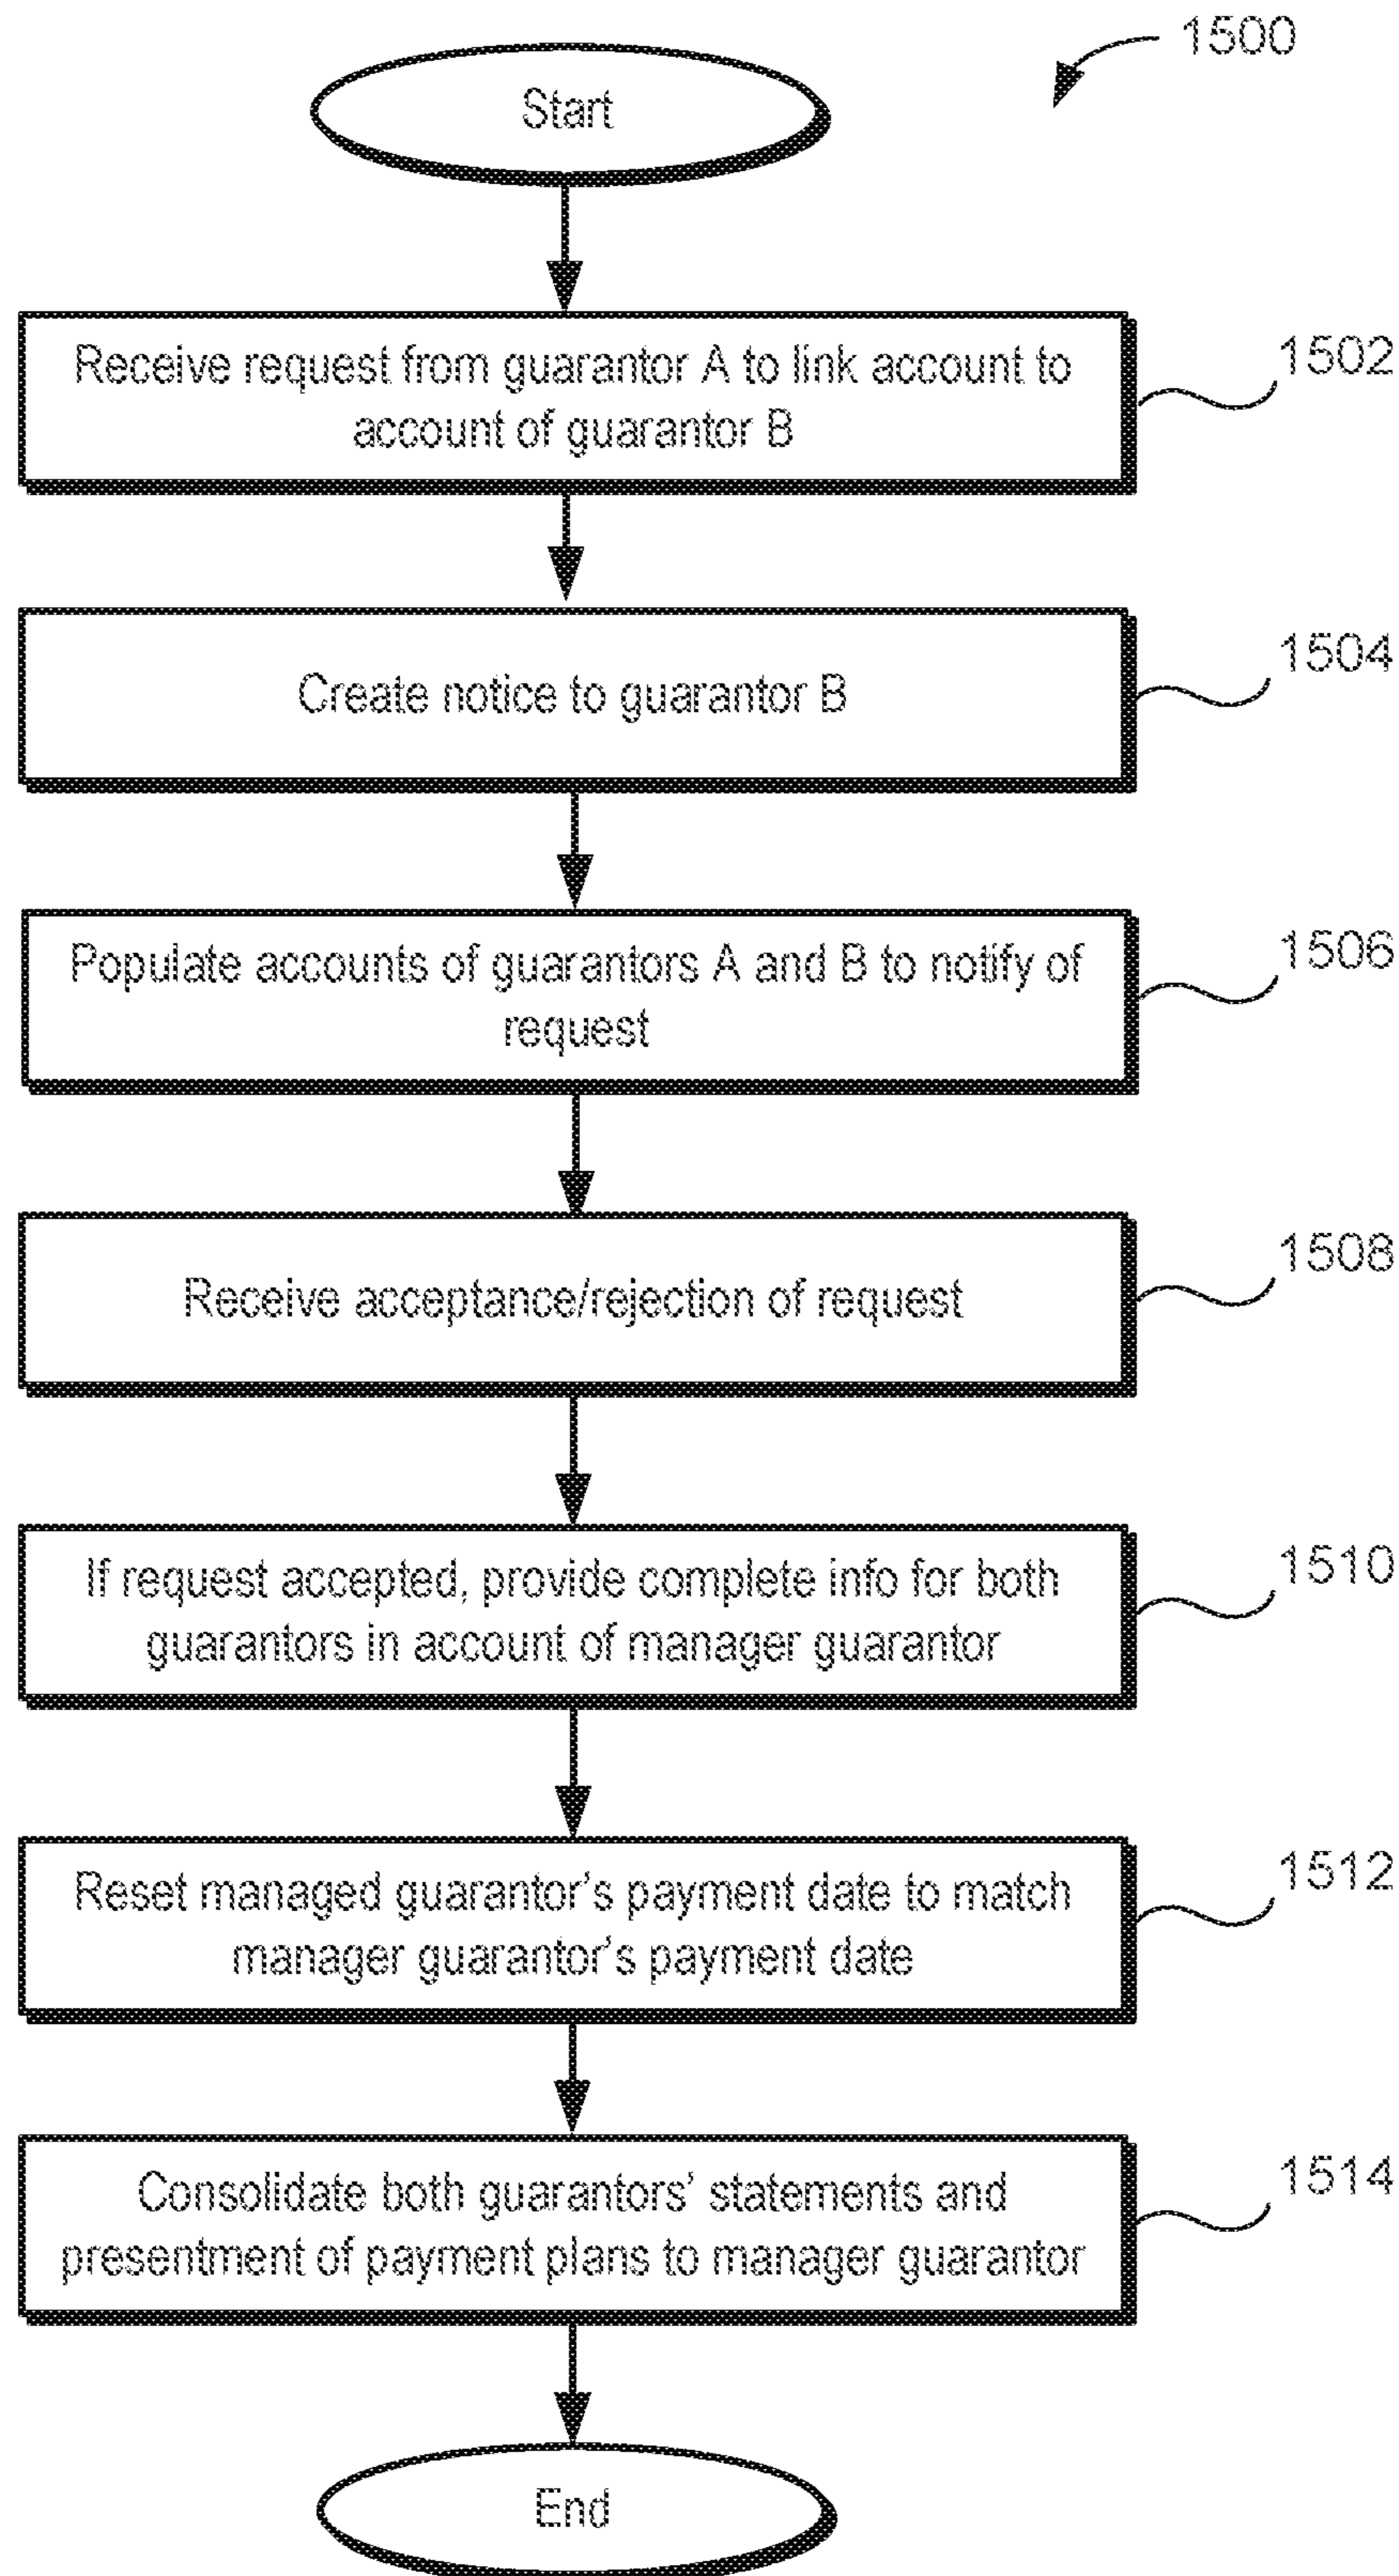 1500
Start
Receive request from guarantor A to link account to
account of guarantor B
1502
Create notice to guarantor B
1504
Populate accounts of guarantors A and B to notify of
request
1506
Receive acceptance/rejection of request
1508
If request accepted, provide complete info for both
guarantors in account of manager guarantor
1510
Reset managed guarantor's payment date to match
manager guarantor's payment date
1512
Consolidate both guarantors' statements and
presentment of payment plans to manager guarantor
1514
End